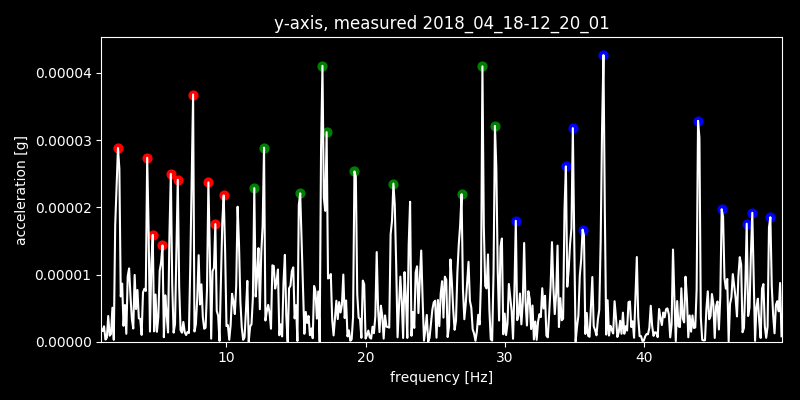 y-axis, measured 2018_04_18-12_20_01
acceleration [g]
0.00004
0.00003
0.00002
0.00001
0.00000
10 20 30 40
frequency [Hz]